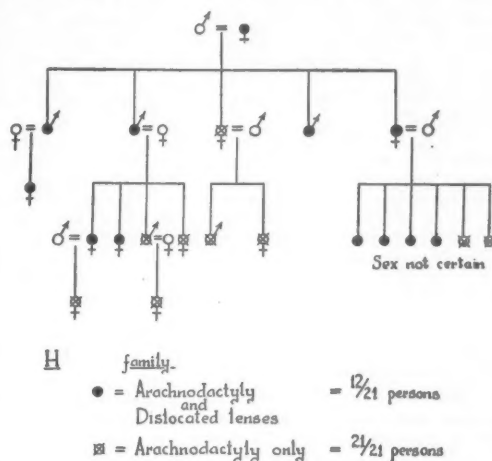 Sex not certain
H family
= Arachnodactyly = 12/21 persons
and
Dislocated lenses
= Arachnodactyly only = 21/21 persons